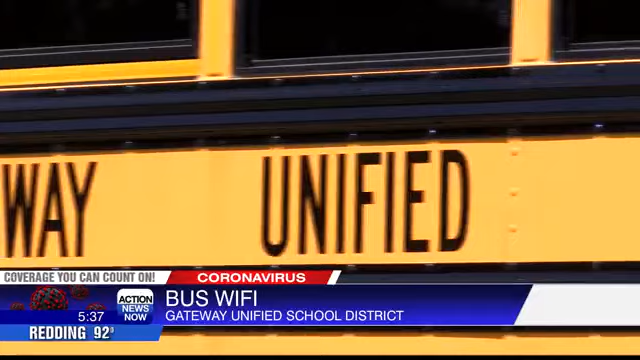 WAY UNIFIED
COVERAGE YOU CAN COUNT ON!
CORONAVIRUS
5:37
ACTION
NEWS
NOW
BUS WIFI
GATEWAY UNIFIED SCHOOL DISTRICT
REDDING 92°